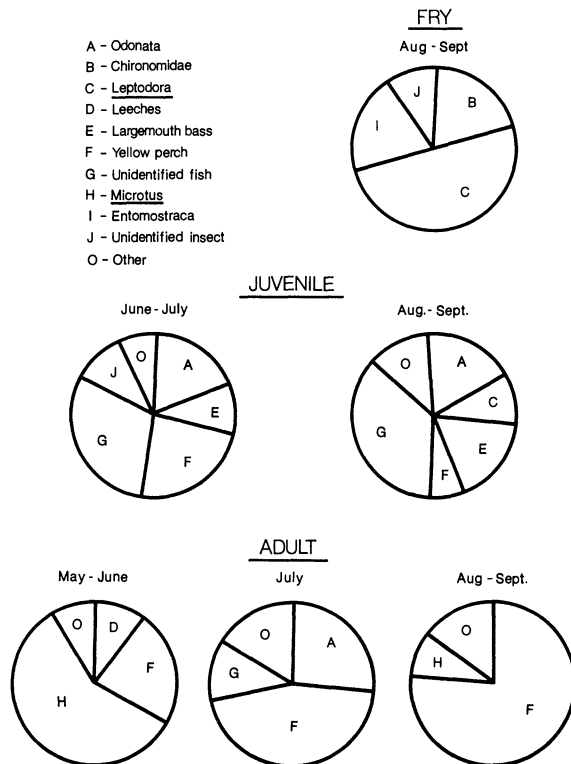 FRY
Aug - Sept
A - Odonata
B - Chironomidae
C - Leptodora
D - Leeches
E - Largemouth bass
F - Yellow perch
G - Unidentified fish
H - Microtus
I - Entomostraca
J - Unidentified insect
O - Other
J
B
I
C
JUVENILE
June - July
O
A
J
E
G
F
Aug.- Sept.
O
A
C
G
E
F
ADULT
May - June
O
D
F
H
July
O
A
G
F
Aug - Sept.
O
H
F